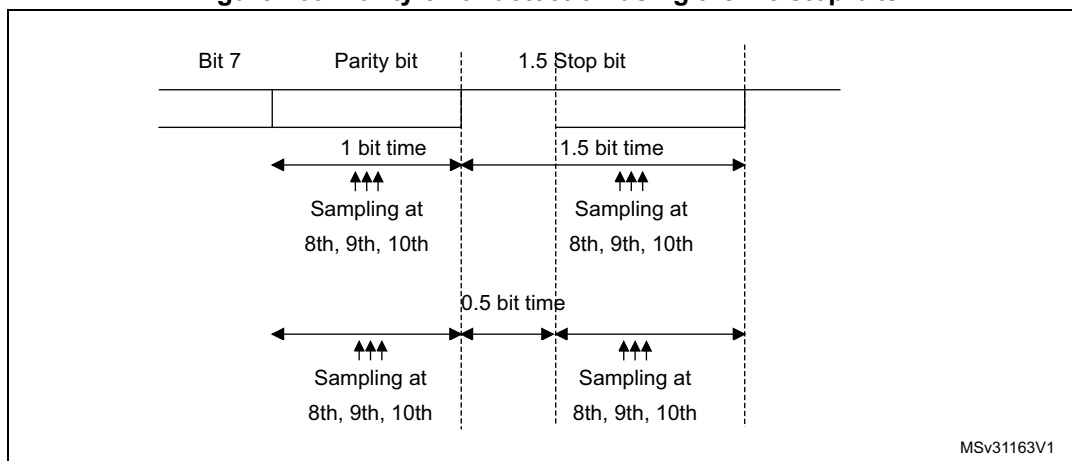 Bit 7 Parity bit 1.5 Stop bit
1 bit time 1.5 bit time
Sampling at Sampling at
8th, 9th, 10th 8th, 9th, 10th
0.5 bit time
Sampling at Sampling at
8th, 9th, 10th 8th, 9th, 10th
MSv31163V1